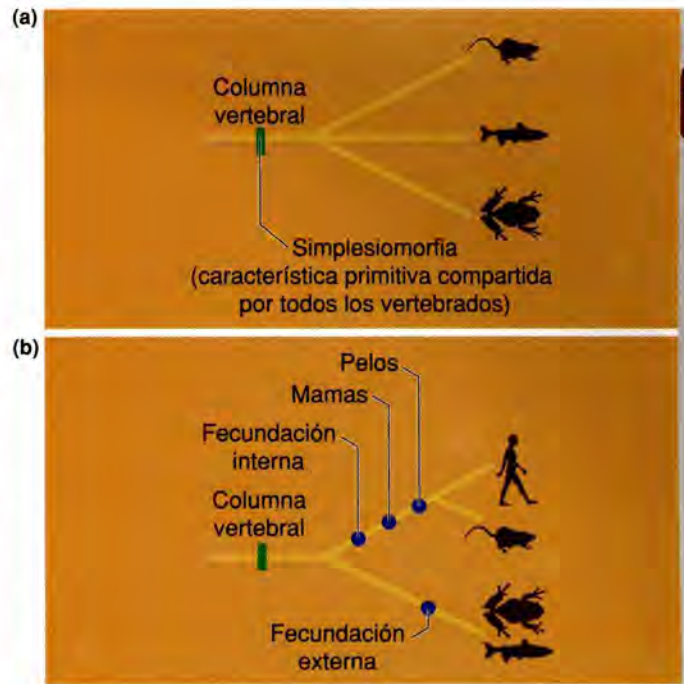 (a)
Columna
vertebral
Simplesiomorfia
(característica primitiva compartida
por todos los vertebrados)
(b)
Pelos
Mamas
Fecundación
interna
Columna
vertebral
Fecundación
externa